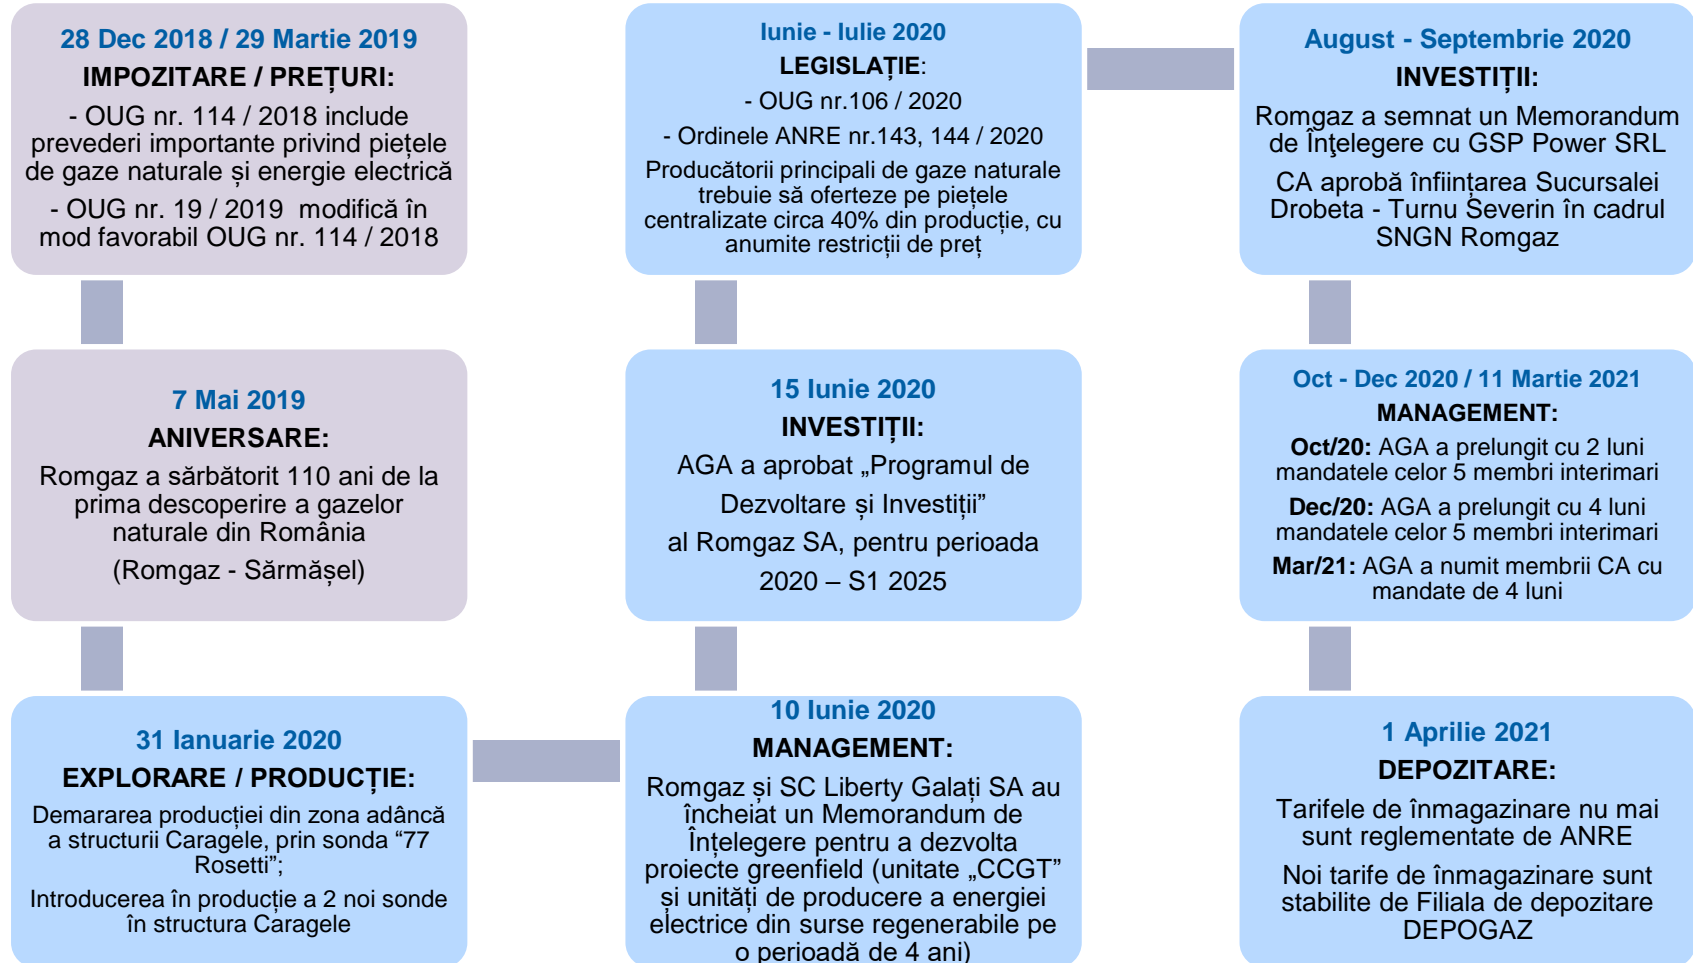 28 Dec 2018 / 29 Martie 2019
IMPOZITARE / PREȚURI:
- OUG nr. 114 / 2018 include
prevederi importante privind piețele
de gaze naturale și energie electrică
- OUG nr. 19 / 2019  modifică în
mod favorabil OUG nr. 114 / 2018
7 Mai 2019
ANIVERSARE:
Romgaz a sărbătorit 110 ani de la
prima descoperire a gazelor
naturale din România
(Romgaz - Sărmășel)
31 Ianuarie 2020
EXPLORARE / PRODUCȚIE:
Demararea producției din zona adâncă
a structurii Caragele, prin sonda “77
Rosetti”;
Introducerea în producție a 2 noi sonde
în structura Caragele
10 Iunie 2020
MANAGEMENT:
Romgaz și SC Liberty Galați SA au
încheiat un Memorandum de
Înțelegere pentru a dezvolta
proiecte greenfield (unitate „CCGT”
și unități de producere a energiei
electrice din surse regenerabile pe
o perioadă de 4 ani)
15 Iunie 2020
INVESTIȚII:
AGA a aprobat „Programul de
Dezvoltare și Investiții”
al Romgaz SA, pentru perioada
2020 – S1 2025
Iunie - Iulie 2020
LEGISLAȚIE:
- OUG nr.106 / 2020
- Ordinele ANRE nr.143, 144 / 2020
Producătorii principali de gaze naturale
trebuie să oferteze pe piețele
centralizate circa 40% din producție, cu
anumite restricții de preț
August - Septembrie 2020
INVESTIȚII:
Romgaz a semnat un Memorandum
de Înţelegere cu GSP Power SRL
CA aprobă înființarea Sucursalei
Drobeta - Turnu Severin în cadrul
SNGN Romgaz
Oct - Dec 2020 / 11 Martie 2021
MANAGEMENT:
Oct/20: AGA a prelungit cu 2 luni
mandatele celor 5 membri interimari
Dec/20: AGA a prelungit cu 4 luni
mandatele celor 5 membri interimari
Mar/21: AGA a numit membrii CA cu
mandate de 4 luni
1 Aprilie 2021
DEPOZITARE:
Tarifele de înmagazinare nu mai
sunt reglementate de ANRE
Noi tarife de înmagazinare sunt
stabilite de Filiala de depozitare
DEPOGAZ